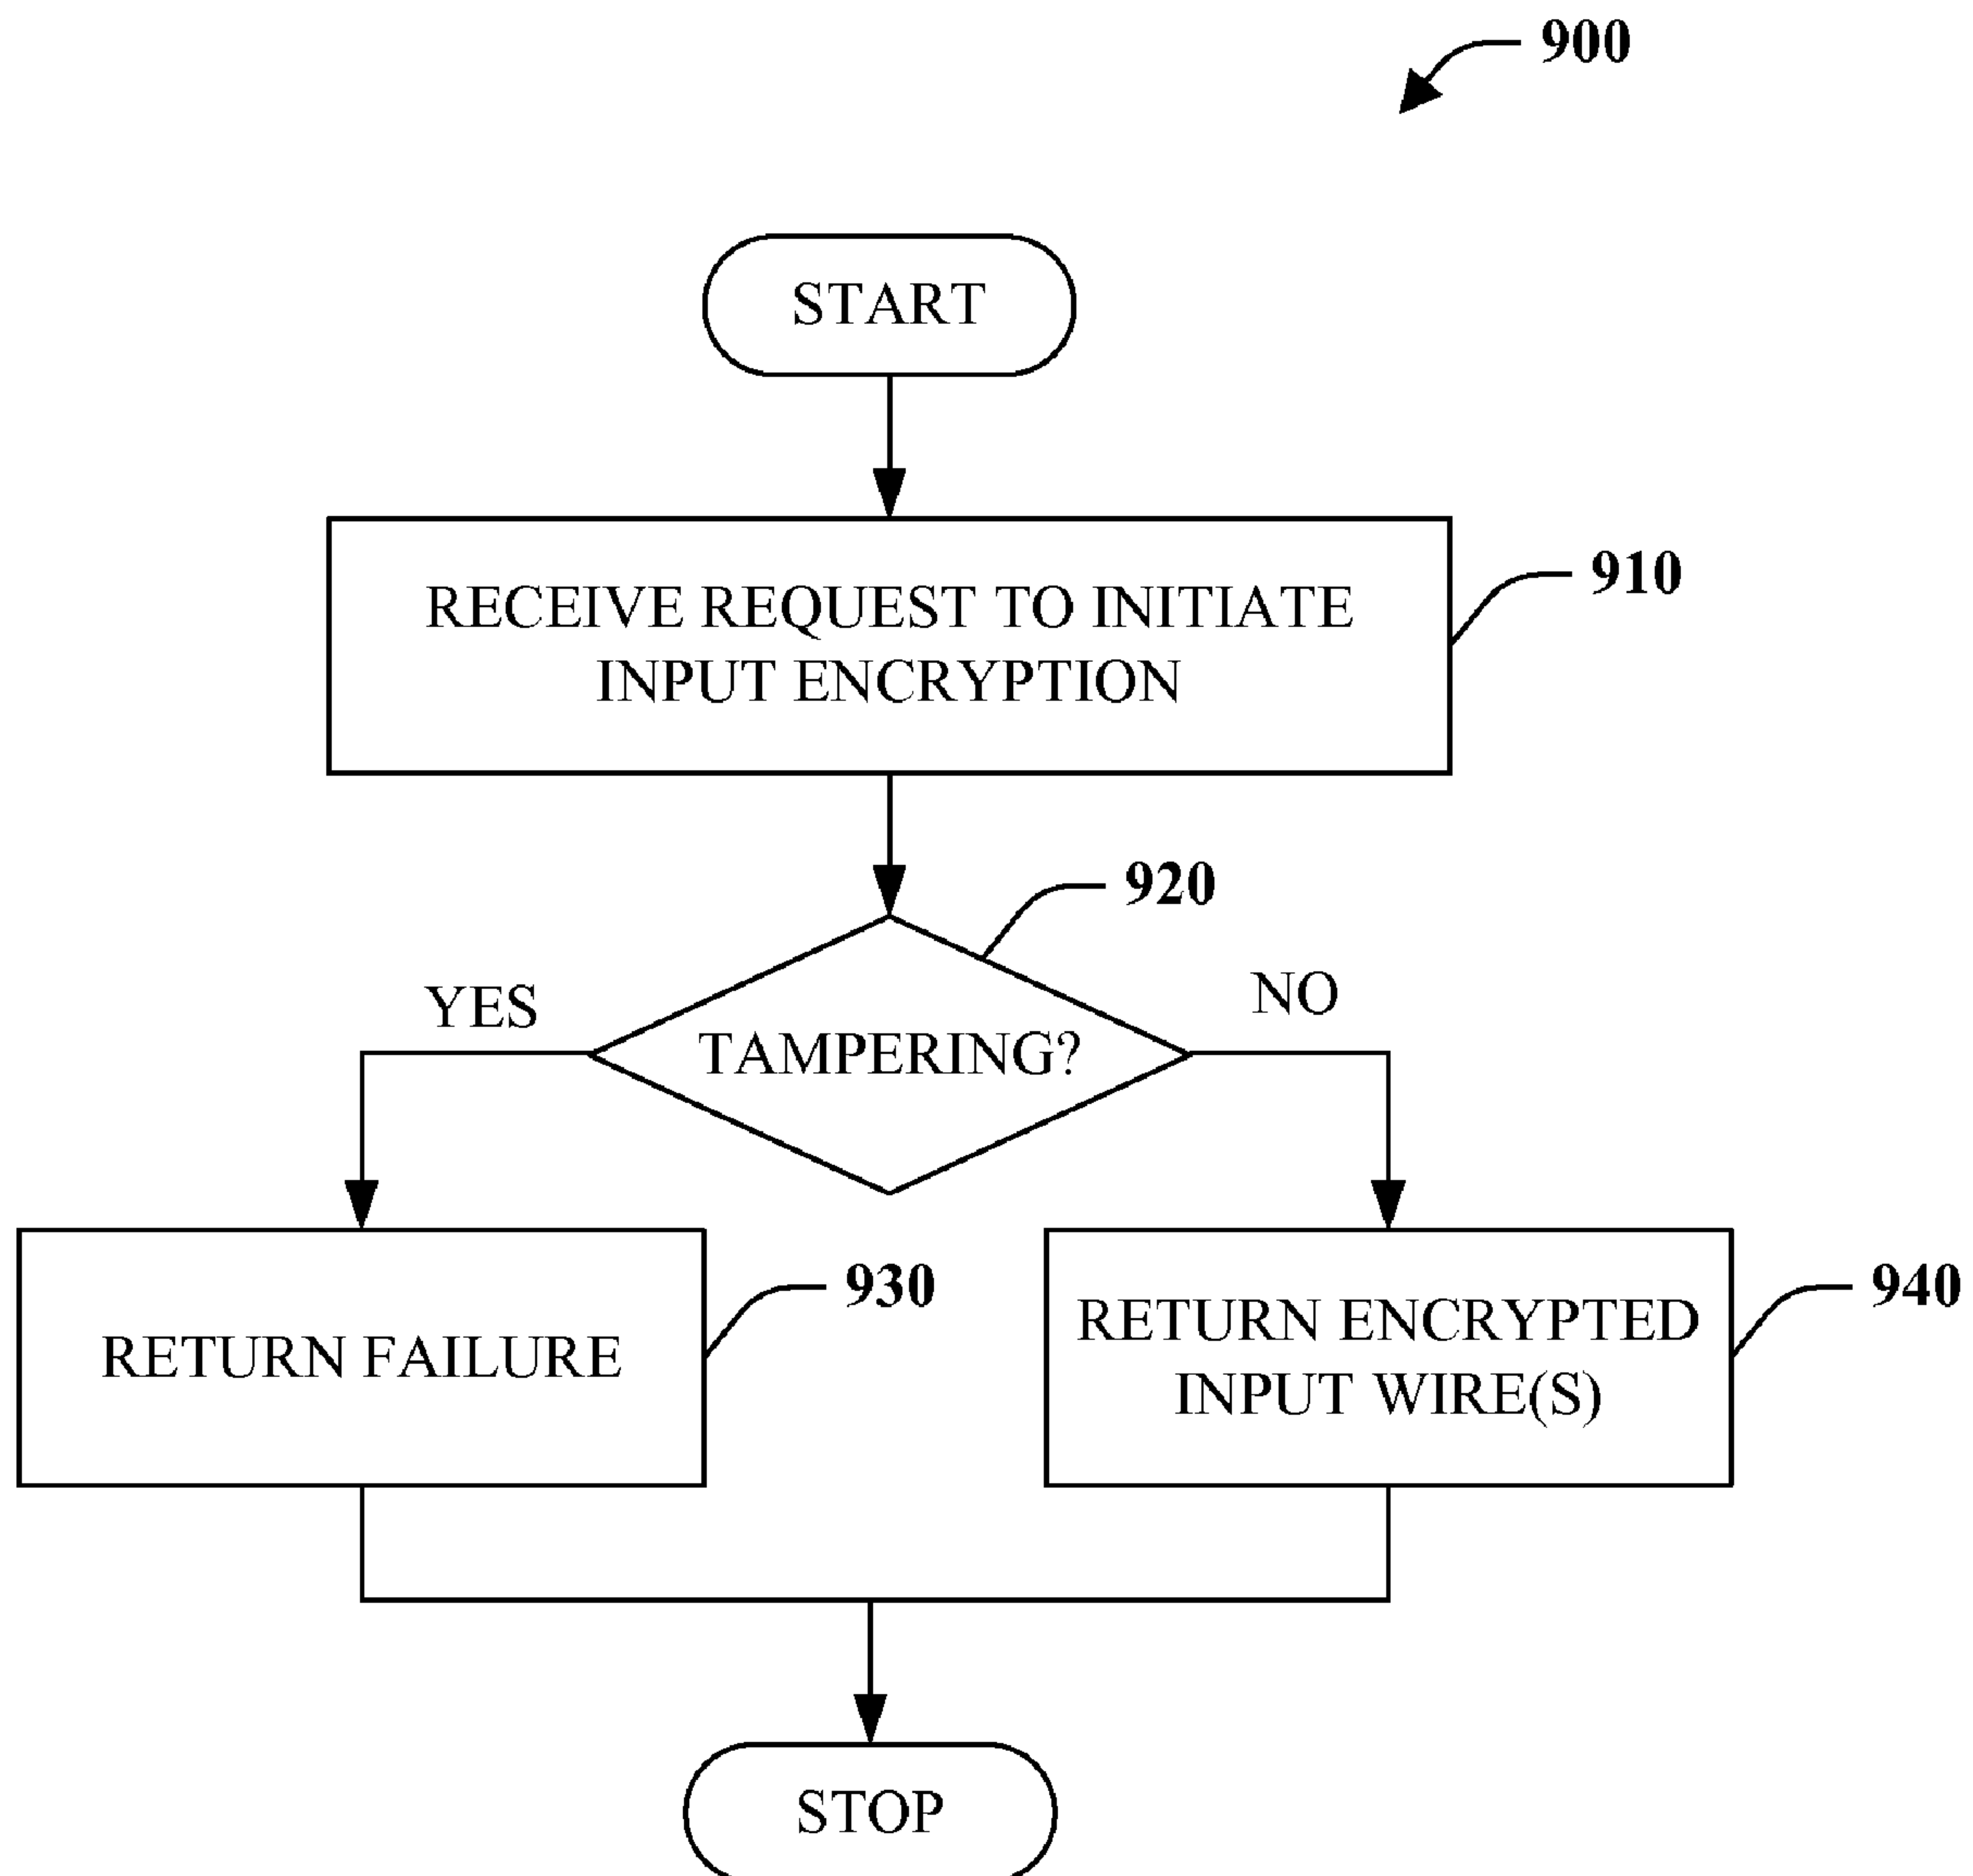 900
START
RECEIVE REQUEST TO INITIATE
INPUT ENCRYPTION
910
920
YES
NO
TAMPERING?
RETURN FAILURE
930
RETURN ENCRYPTED
INPUT WIRE(S)
940
STOP